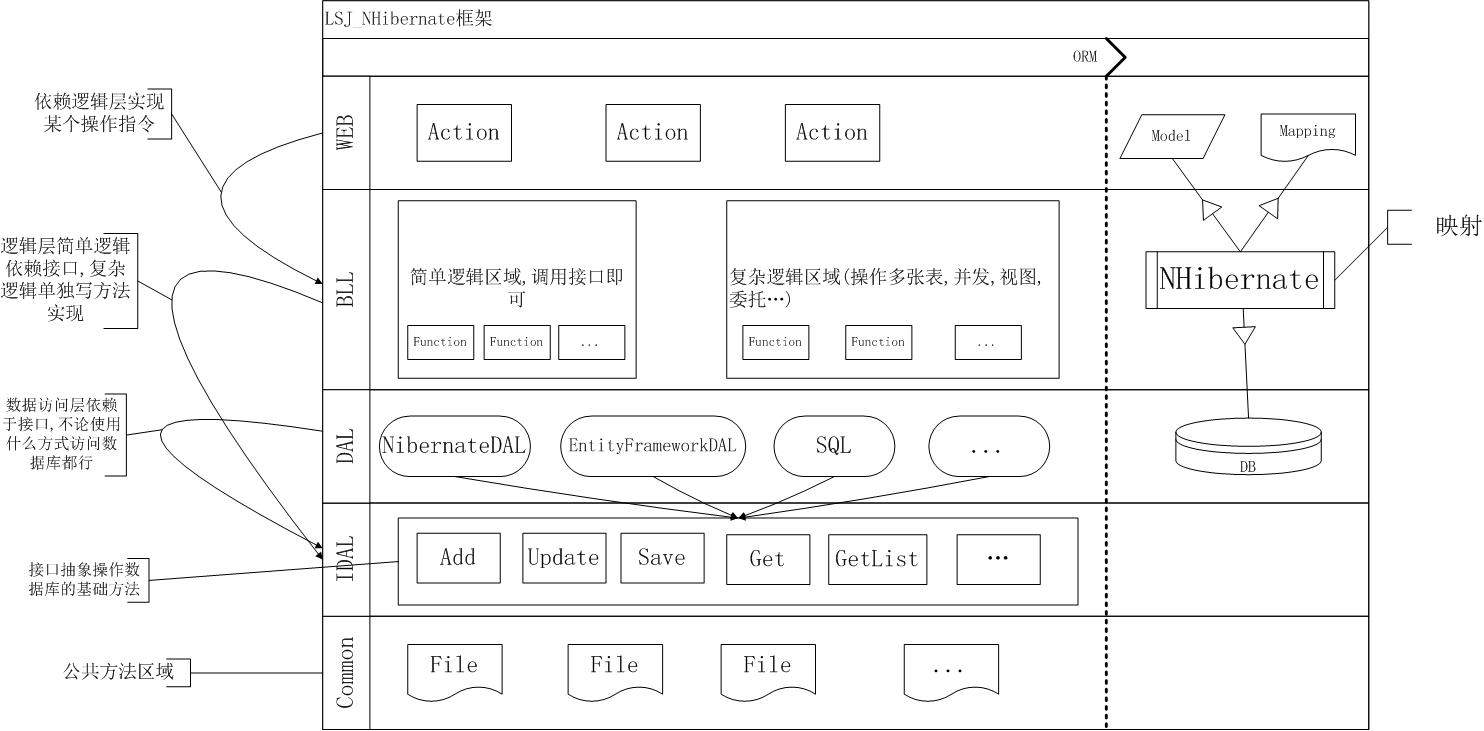 LSJ_NHibernate框架
ORM
依赖逻辑层实现
某个操作指令
WEB
Action
Action
Action
Model
Mapping
逻辑层简单逻辑
依赖接口,复杂
逻辑单独写方法
实现
BLL
简单逻辑区域,调用接口即
可
Function
Function
...
复杂逻辑区域(操作多张表,并发,视图,
委托…)
Function
Function
...
NHibernate
映射
数据访问层依赖
于接口,不论使用
什么方式访问数
据库都行
DAL
NibernateDAL
EntityFrameworkDAL
SQL
...
DB
接口抽象操作数
据库的基础方法
IDAL
Add
Update
Save
Get
GetList
…
公共方法区域
Common
File
File
File
...